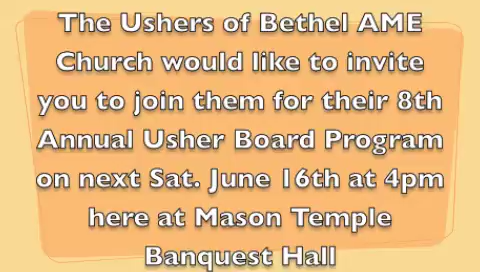 The Ushers of Bethel AME
Church would like to invite
you to join them for their 8th
Annual Usher Board Program
on next Sat. June 16th at 4pm
here at Mason Temple
Banquest Hall